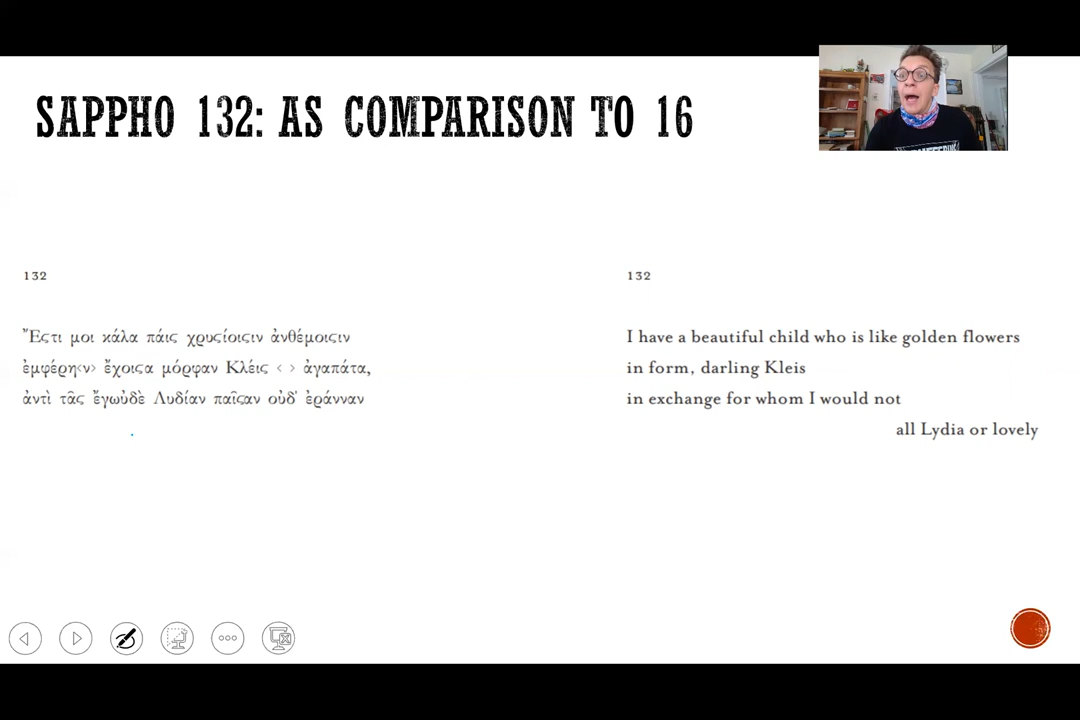 SAPPHO 132: AS COMPARISON TO 16
132
Ἔϲτι μοι κάλα πάιϲ χρυϲίοιϲιν ἀνθέμοιϲιν
ἐμφέρη‹ν› ἔχοιϲα μόρφαν Κλέιϲ ‹ › ἀγαπάτα,
ἀντὶ τᾶϲ ἔγωὐδὲ Λυδίαν παῖϲαν οὐδ' ἐράνναν
132
I have a beautiful child who is like golden flowers
in form, darling Kleis
in exchange for whom I would not
all Lydia or lovely